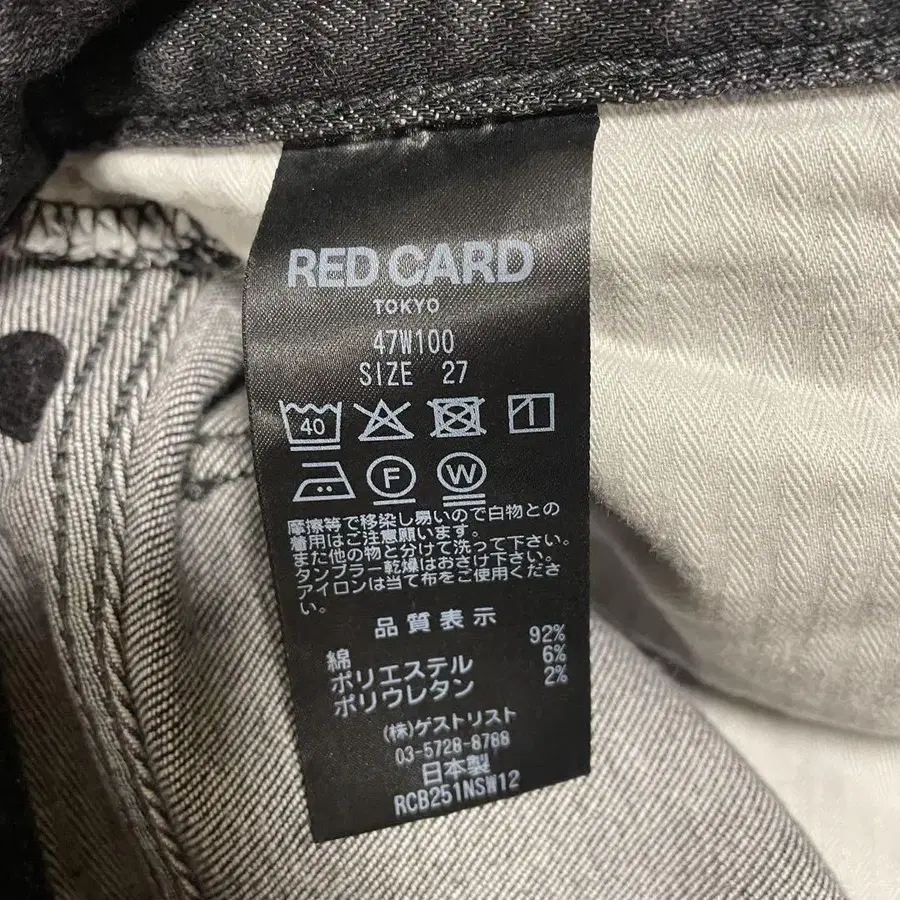 RED CARD
TOKYO
47W100
SIZE 27
40
1
F W
摩擦等で移染し易いので白物との
着用はご注意願います。
また他の物と分けて洗って下さい。
タンブラー乾燥はおさけ下さい。
アイロンは当て布をご使用くださ
い。
品質表示
綿 92%
ポリエステル 6%
ポリウレタン 2%
(株)ゲストリスト
03-5728-8788
日本製
RCB251NSW12